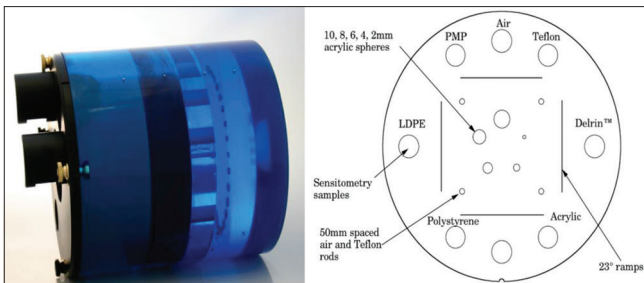 Air
10, 8, 6, 4, 2mm
acrylic spheres
PMP
Teflon
LDPE
Delrin™
Sensitometry
samples
50mm spaced
air and Teflon
rods
Polystyrene
Acrylic
23° ramps